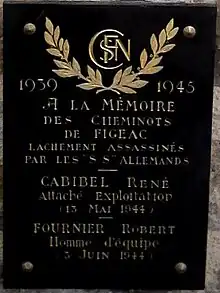 SNCF
1939 1945
A LA MÉMOIRE
DES CHEMINOTS
DE FIGEAC
LACHEMENT ASSASSINÉS
PAR LES "S S" ALLEMANDS
CABIBEL RENÉ
Attaché Exploitation
(13 MAI 1944)
FOURNIER ROBERT
Homme d'équipe
5 JUIN 1944)